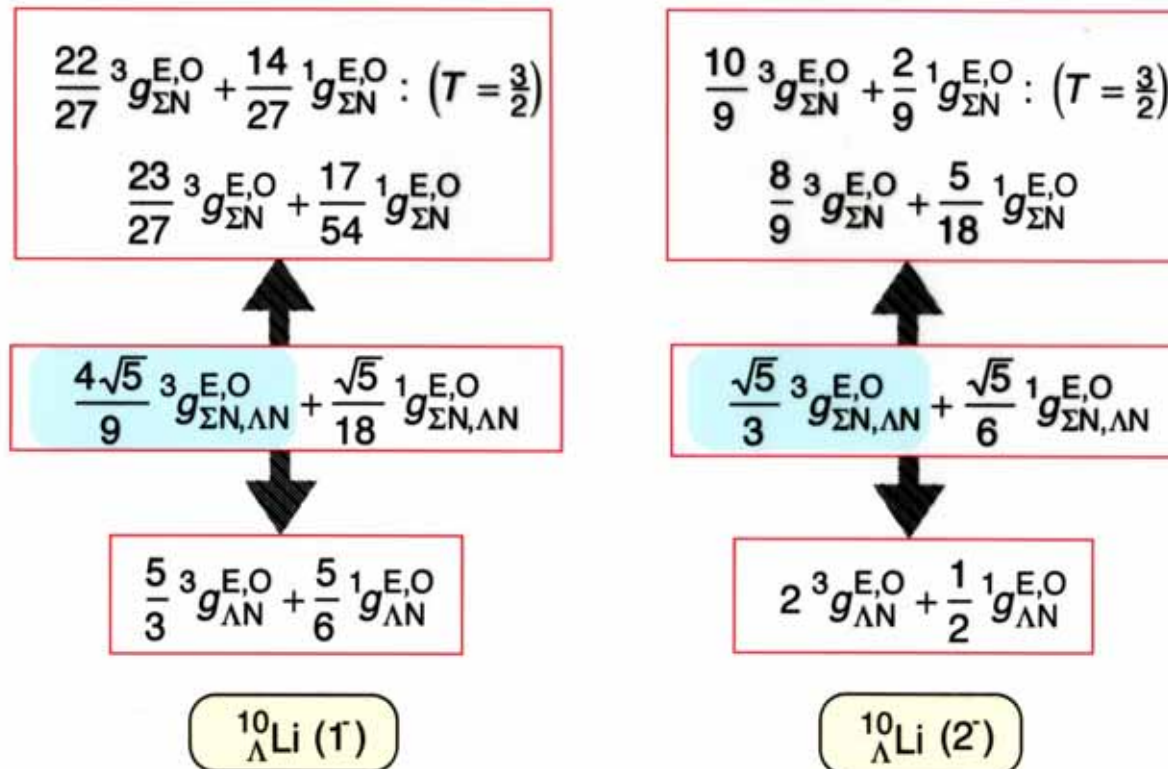 22/27 ³g^{E,O}_{ΣN} + 14/27 ¹g^{E,O}_{ΣN} : (T = 3/2)
23/27 ³g^{E,O}_{ΣN} + 17/54 ¹g^{E,O}_{ΣN}
4√5/9 ³g^{E,O}_{ΣN,ΛN} + √5/18 ¹g^{E,O}_{ΣN,ΛN}
5/3 ³g^{E,O}_{ΛN} + 5/6 ¹g^{E,O}_{ΛN}
¹⁰_ΛLi (1⁻)
10/9 ³g^{E,O}_{ΣN} + 2/9 ¹g^{E,O}_{ΣN} : (T = 3/2)
8/9 ³g^{E,O}_{ΣN} + 5/18 ¹g^{E,O}_{ΣN}
√5/3 ³g^{E,O}_{ΣN,ΛN} + √5/6 ¹g^{E,O}_{ΣN,ΛN}
2 ³g^{E,O}_{ΛN} + 1/2 ¹g^{E,O}_{ΛN}
¹⁰_ΛLi (2⁻)